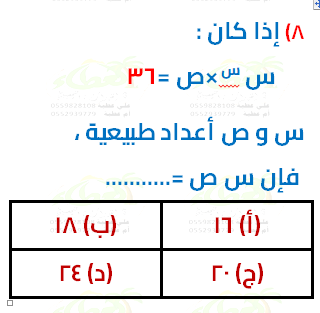 ٨) إذا كان :
س س × ص = ٣٦
س و ص أعداد طبيعية ،
فإن س ص = ...........
(أ) ١٦ (ب) ١٨
(ج) ٢٠ (د) ٢٤